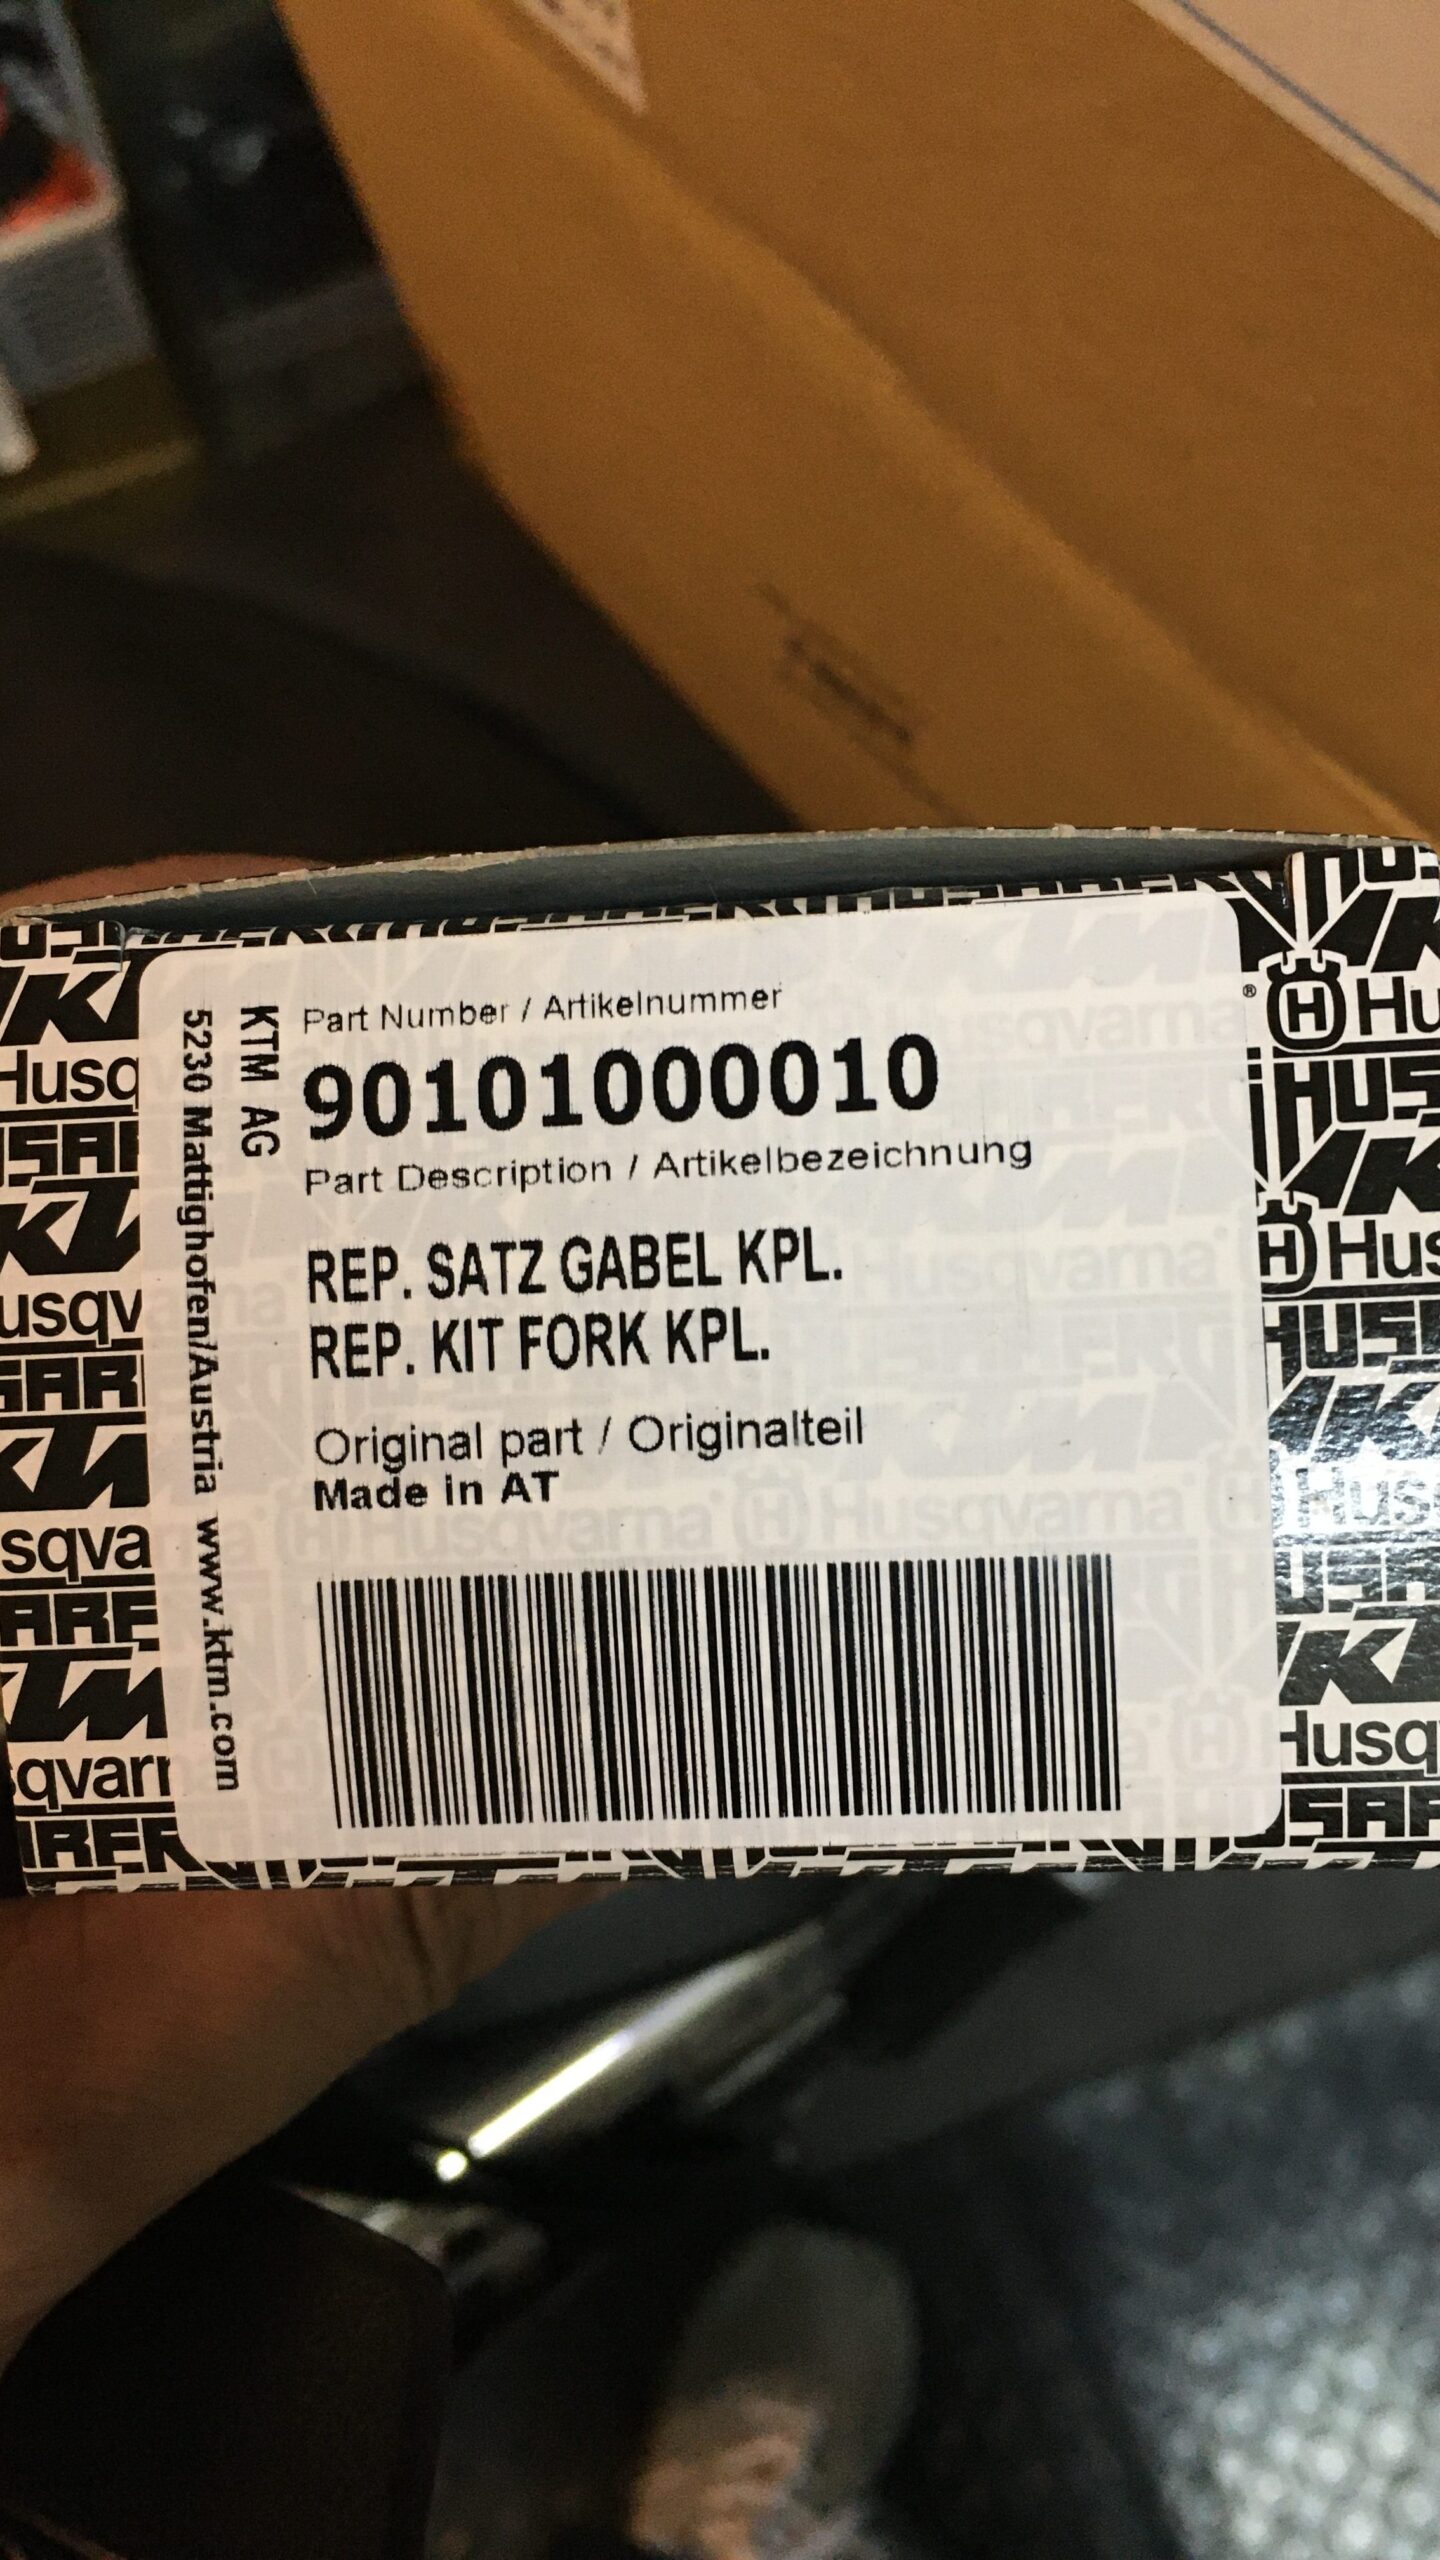 KTM AG
5230 Mattighofen/Austria www.ktm.com
Part Number / Artikelnummer
90101000010
Part Description / Artikelbezeichnung
REP. SATZ GABEL KPL.
REP. KIT FORK KPL.
Original part / Originalteil
Made in AT